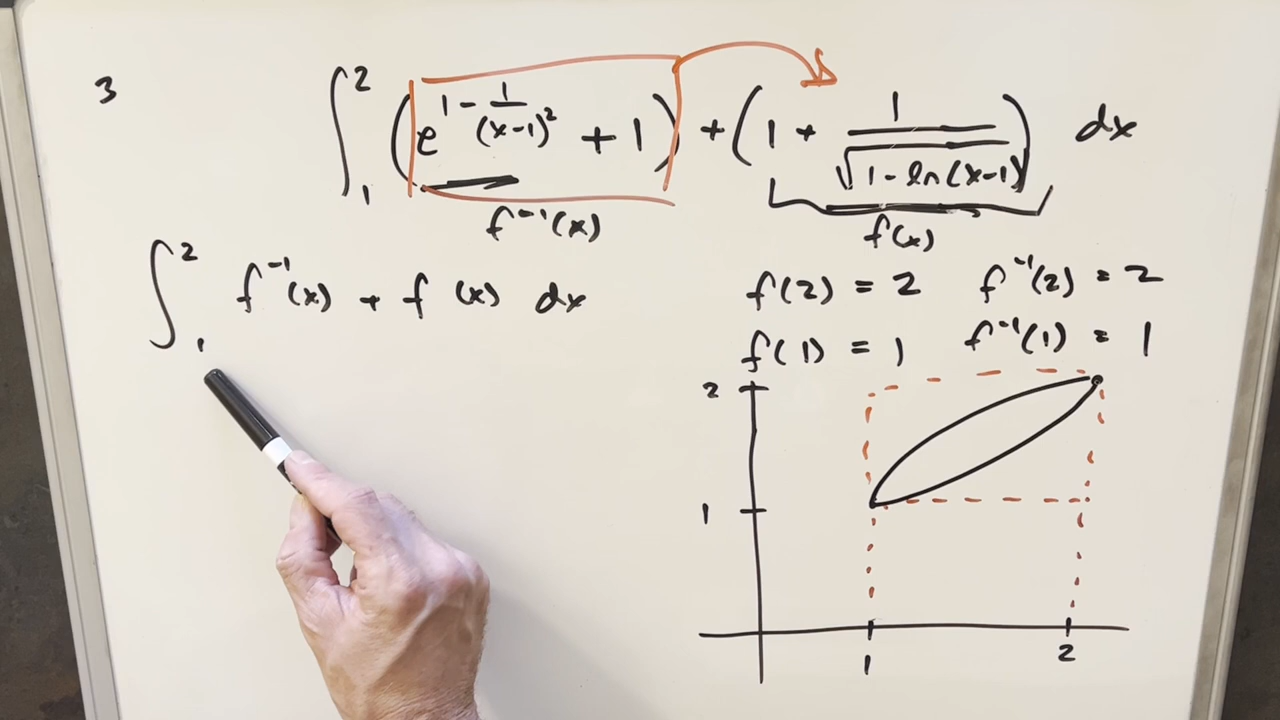 3
∫₁² (e^(1 - 1/(x-1)²) + 1) + (1 + 1/√(1 - ln(x-1))) dx
f⁻¹(x) f(x)
∫₁² f⁻¹(x) + f(x) dx
f(2) = 2 f⁻¹(2) = 2
f(1) = 1 f⁻¹(1) = 1
2
1
1 2